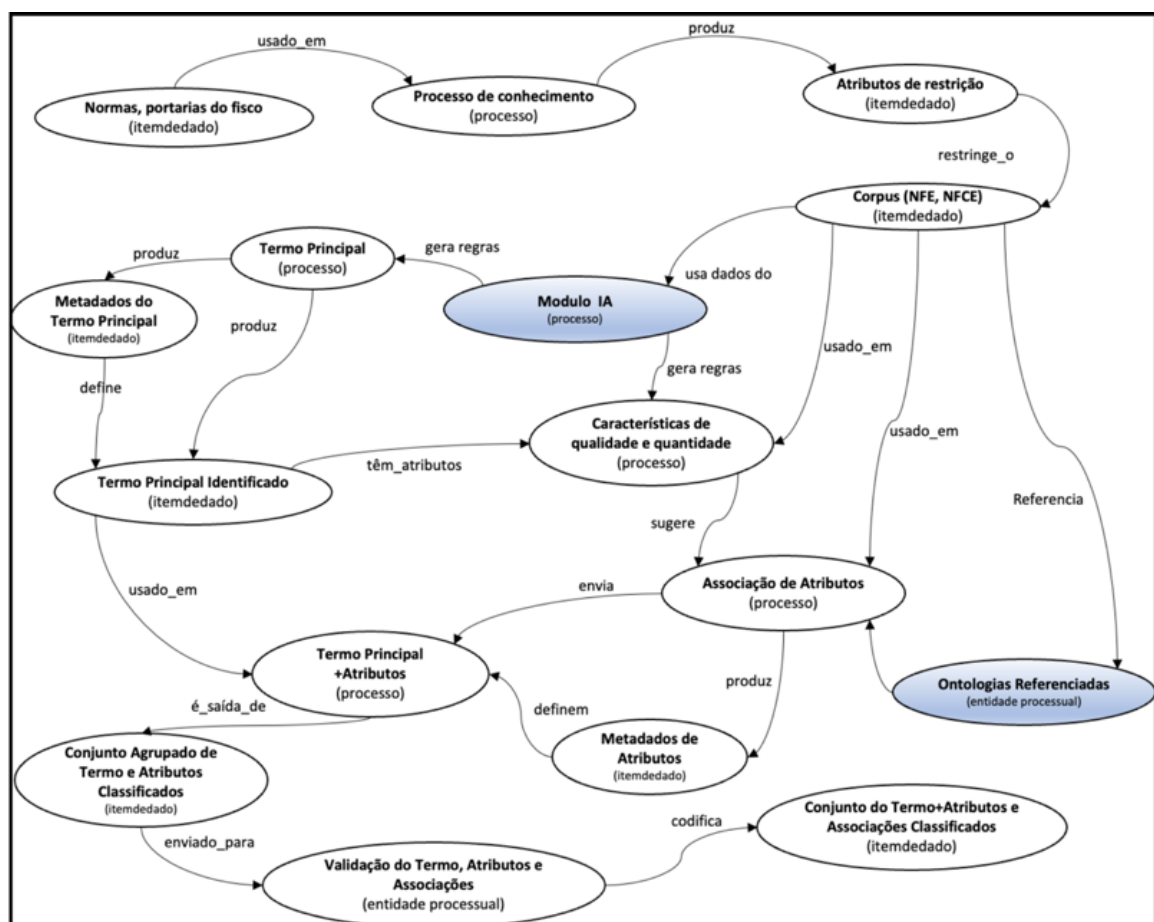 usado_em
produz
Normas, portarias do fisco
(itemdedado)
Processo de conhecimento
(processo)
Atributos de restrição
(itemdedado)
restringe_o
Corpus (NFE, NFCE)
(itemdedado)
produz
Termo Principal
(processo)
gera regras
usa dados do
Metadados do
Termo Principal
(itemdedado)
produz
Modulo IA
(processo)
usado_em
define
gera regras
Características de
qualidade e quantidade
(processo)
usado_em
têm_atributos
Termo Principal Identificado
(itemdedado)
Referencia
sugere
usado_em
envia
Associação de Atributos
(processo)
Termo Principal
+Atributos
(processo)
produz
Ontologias Referenciadas
(entidade processual)
é_saída_de
definem
Metadados de
Atributos
(itemdedado)
Conjunto Agrupado de
Termo e Atributos
Classificados
(itemdedado)
codifica
Conjunto do Termo+Atributos e
Associações Classificados
(itemdedado)
enviado_para
Validação do Termo, Atributos e
Associações
(entidade processual)